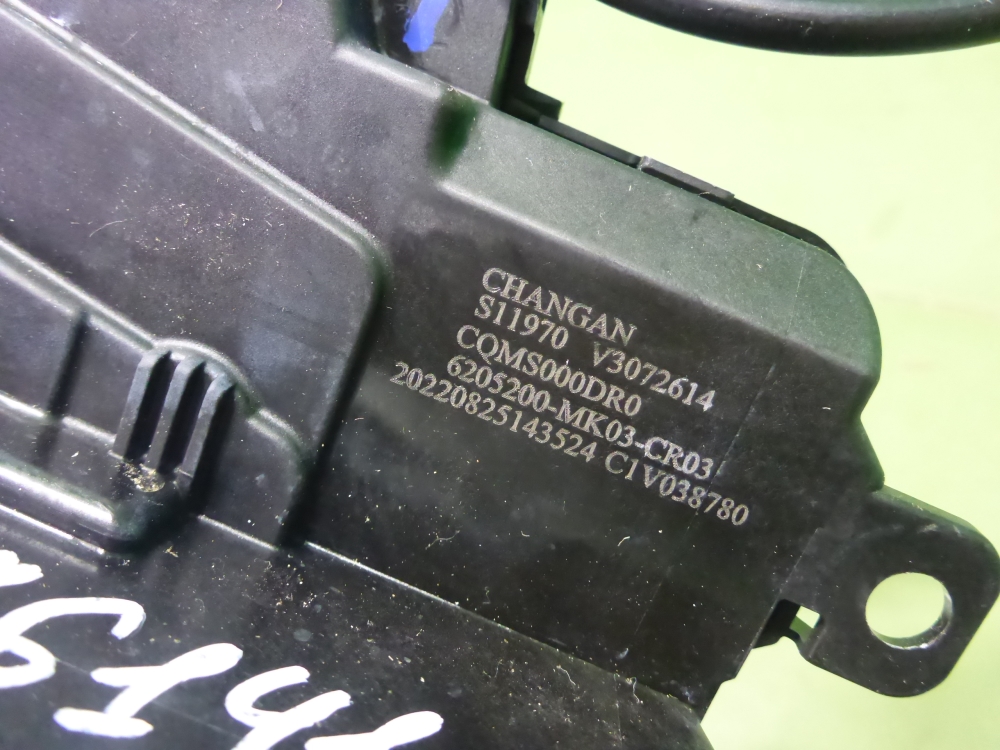 CHANGAN
S11970 V3072614
CQMS000DR0
6205200-MK03-CR03
20220825143524 C1V038780